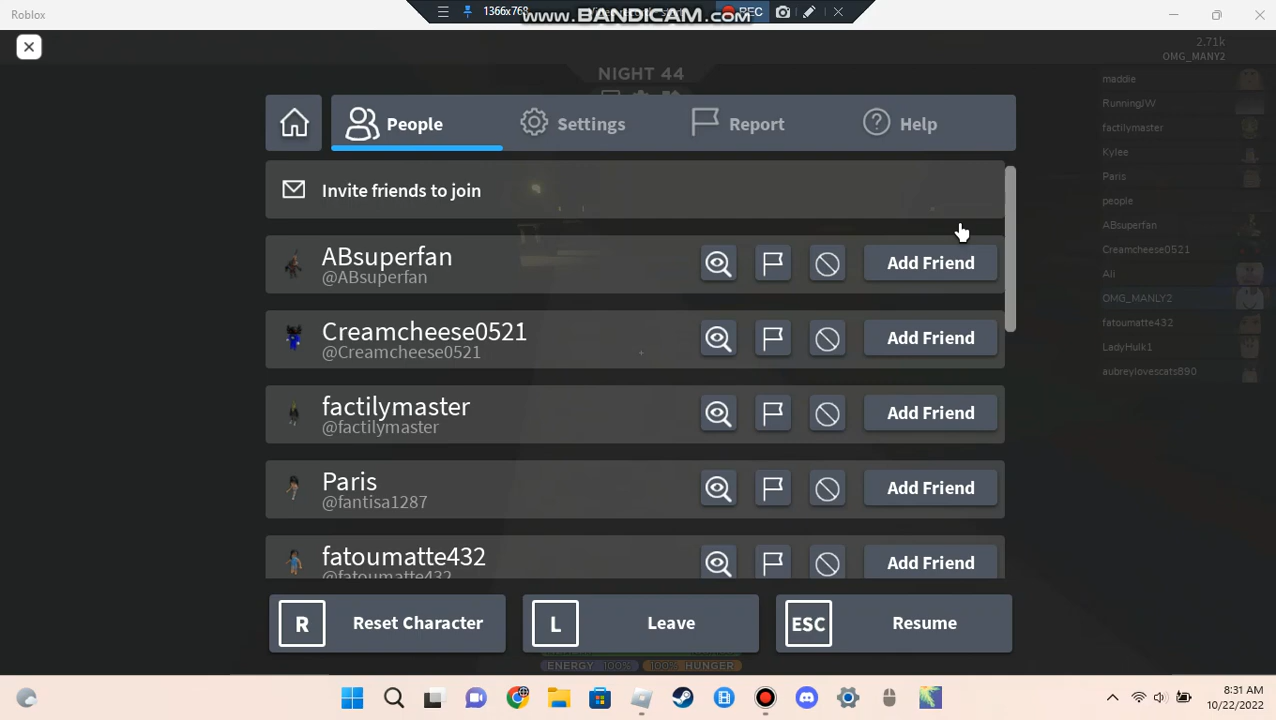 Roblox
1366x768
www.BANDICAM.com
REC
2.71k
OMG_MANY2
NIGHT 44
maddie
RunningJW
factilymaster
Kylee
Paris
people
ABsuperfan
Creamcheese0521
Ali
OMG_MANLY2
fatoumatte432
LadyHulk1
aubreylovescats890
People
Settings
Report
Help
Invite friends to join
ABsuperfan
@ABsuperfan
Add Friend
Creamcheese0521
@Creamcheese0521
Add Friend
factilymaster
@factilymaster
Add Friend
Paris
@fantisa1287
Add Friend
fatoumatte432
@fatoumatte432
Add Friend
R Reset Character
L Leave
ESC Resume
ENERGY 100% 100% HUNGER
8:31 AM
10/22/2022